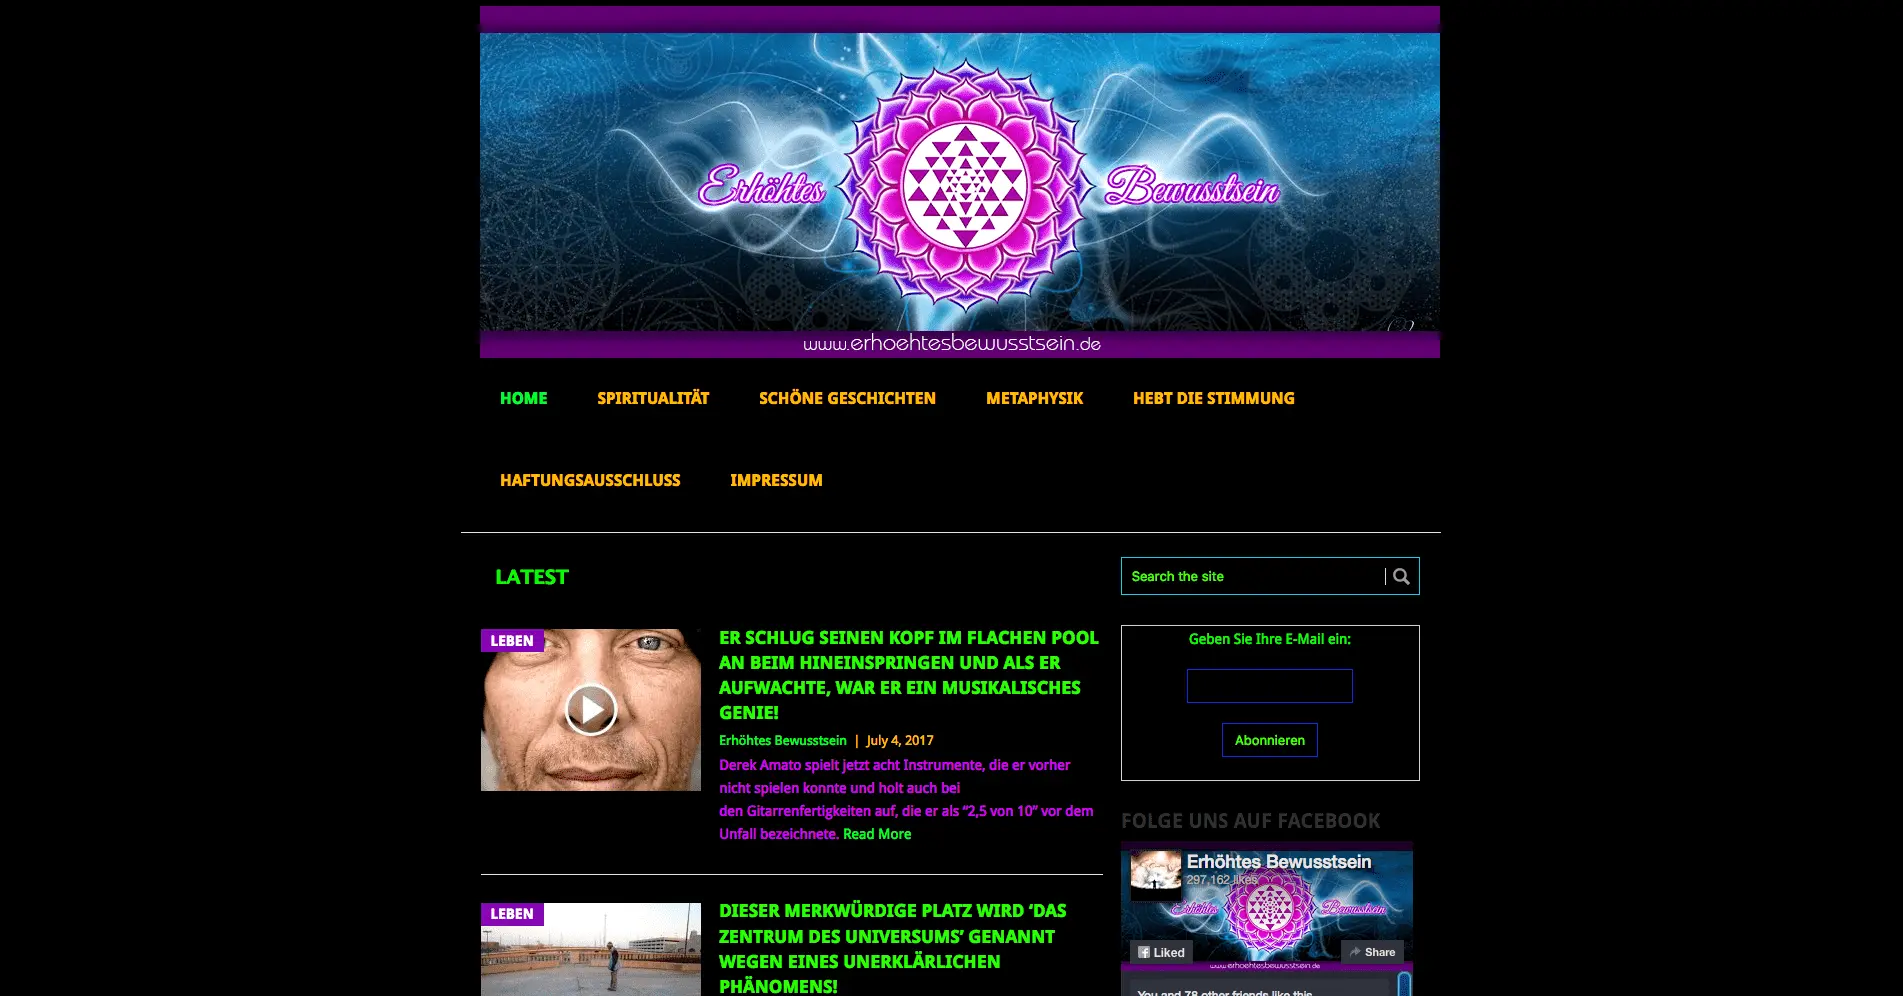 Erhöhtes Bewusstsein
www.erhoehtesbewusstsein.de
HOME SPIRITUALITÄT SCHÖNE GESCHICHTEN METAPHYSIK HEBT DIE STIMMUNG
HAFTUNGSAUSSCHLUSS IMPRESSUM
LATEST
LEBEN
ER SCHLUG SEINEN KOPF IM FLACHEN POOL
AN BEIM HINEINSPRINGEN UND ALS ER
AUFWACHTE, WAR ER EIN MUSIKALISCHES
GENIE!
Erhöhtes Bewusstsein | July 4, 2017
Derek Amato spielt jetzt acht Instrumente, die er vorher
nicht spielen konnte und holt auch bei
den Gitarrenfertigkeiten auf, die er als “2,5 von 10” vor dem
Unfall bezeichnete. Read More
LEBEN
DIESER MERKWÜRDIGE PLATZ WIRD ‘DAS
ZENTRUM DES UNIVERSUMS’ GENANNT
WEGEN EINES UNERKLÄRLICHEN
PHÄNOMENS!
Search the site
Geben Sie Ihre E-Mail ein:
Abonnieren
FOLGE UNS AUF FACEBOOK
Erhöhtes Bewusstsein
297,162 likes
Erhöhtes Bewusstsein
Liked Share
www.erhoehtesbewusstsein.de
You and 78 other friends like this